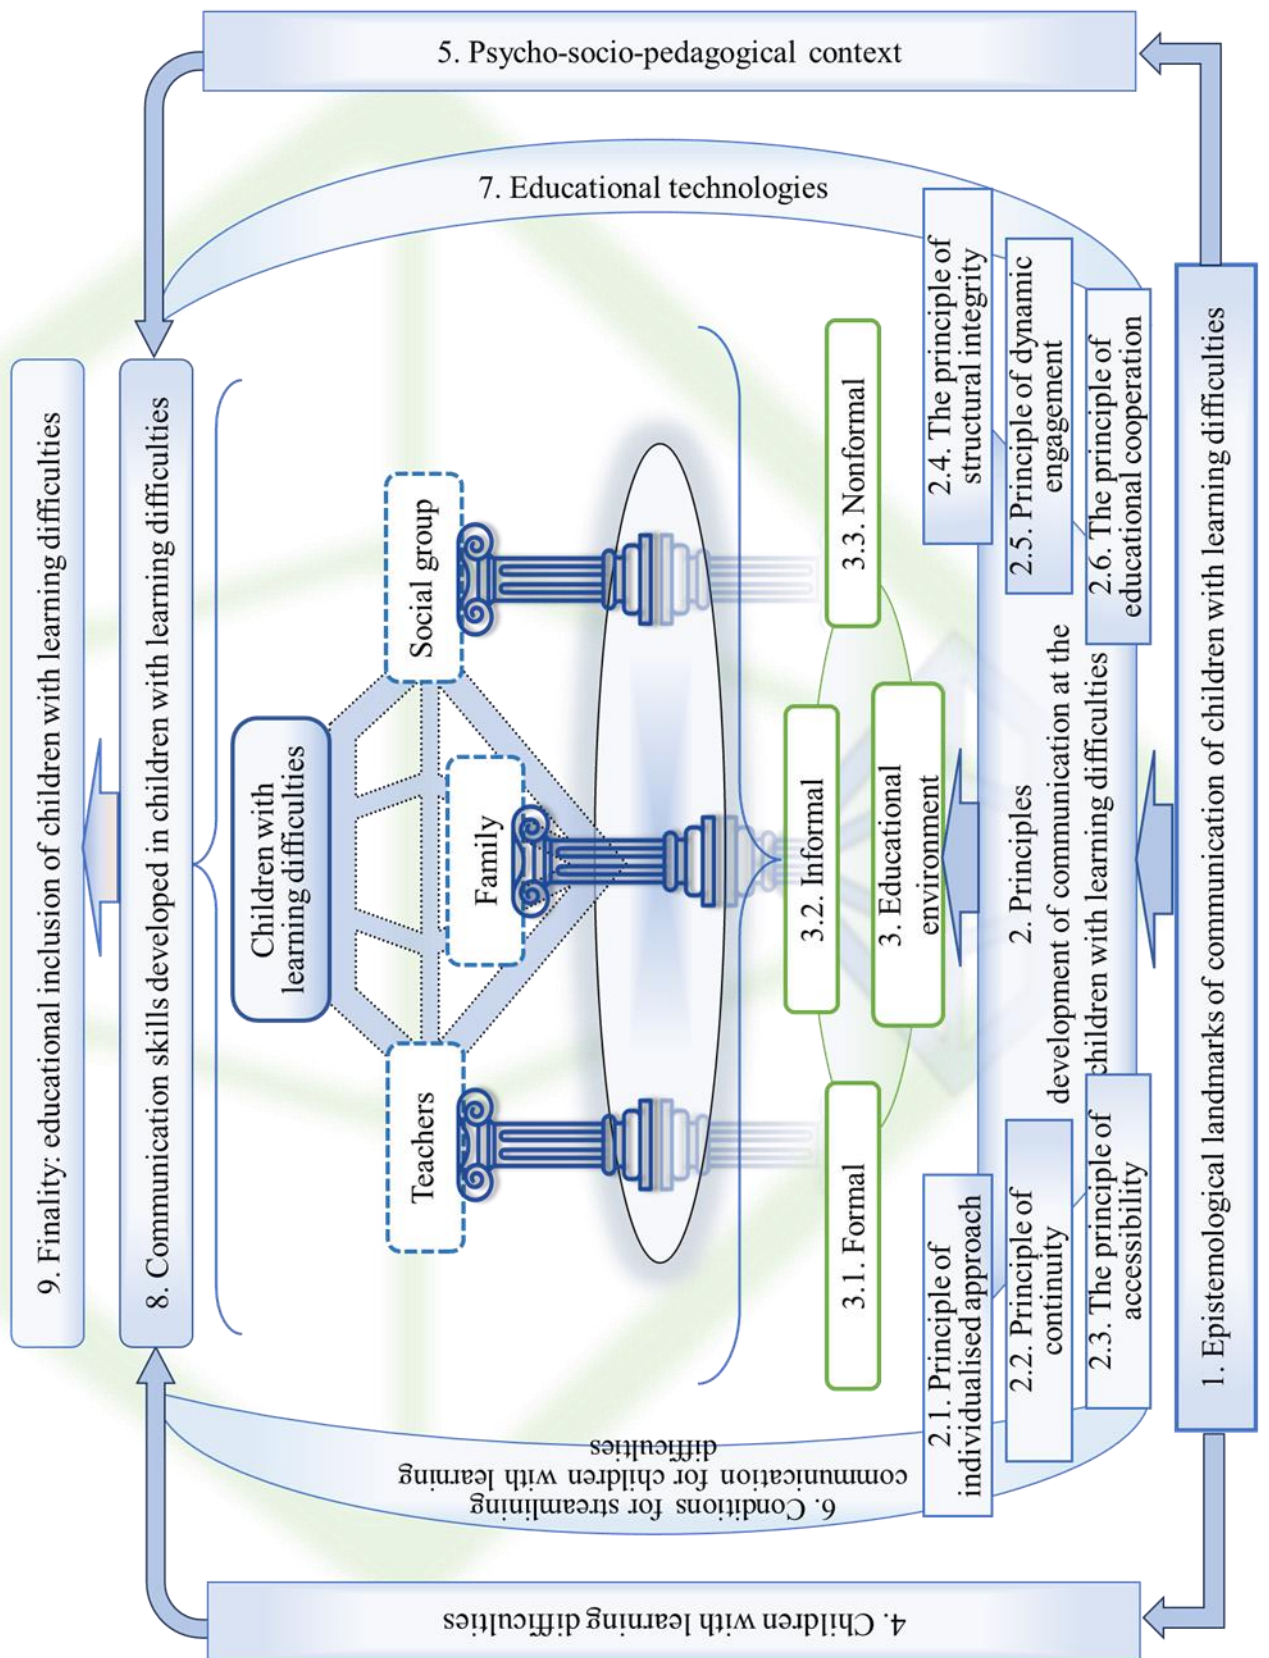 9. Finality: educational inclusion of children with learning difficulties
8. Communication skills developed in children with learning difficulties
Children with
learning difficulties
Teachers
Family
Social group
3.1. Formal
3.2. Informal
3.3. Nonformal
3. Educational
environment
2.1. Principle of
individualised approach
2.2. Principle of
continuity
2.3. The principle of
accessibility
2. Principles
development of communication at the
children with learning difficulties
2.4. The principle of
structural integrity
2.5. Principle of dynamic
engagement
2.6. The principle of
educational cooperation
1. Epistemological landmarks of communication of children with learning difficulties
4. Children with learning difficulties
6. Conditions for streamlining
communication for children with learning
difficulties
7. Educational technologies
5. Psycho-socio-pedagogical context